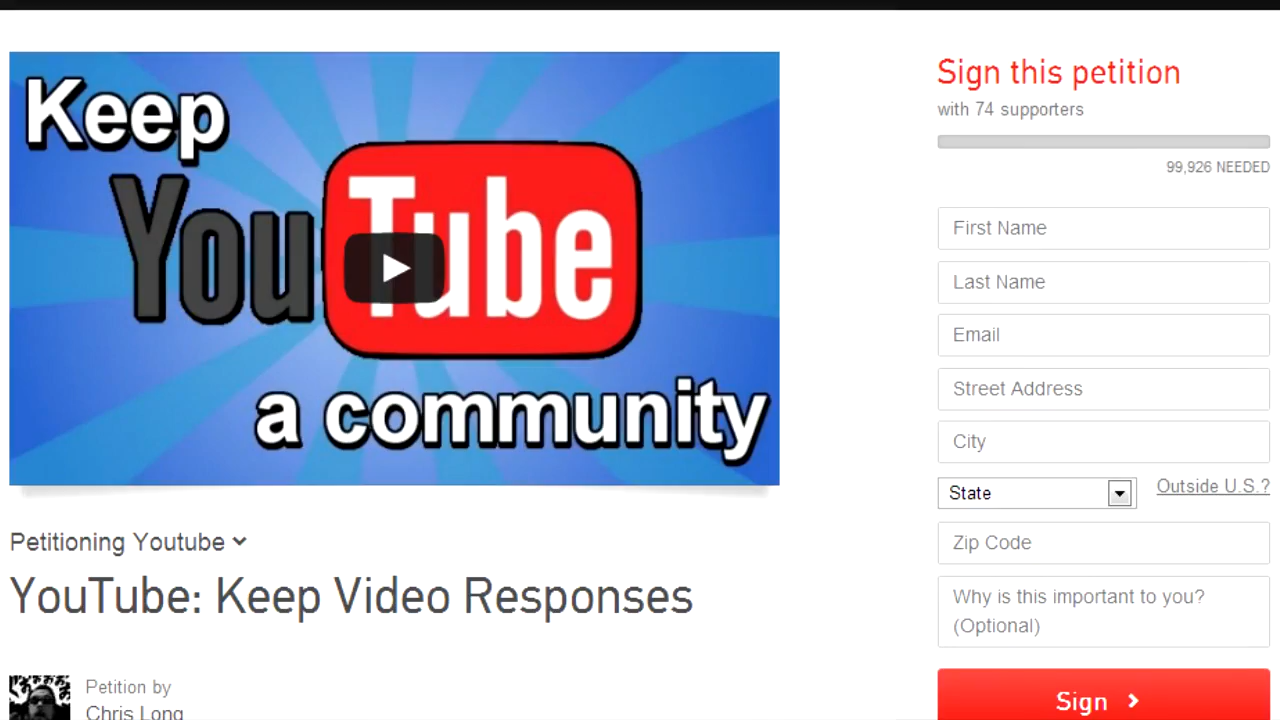 Keep
YouTube
a community
Petitioning Youtube
YouTube: Keep Video Responses
Petition by
Chris Long
Sign this petition
with 74 supporters
99,926 NEEDED
First Name
Last Name
Email
Street Address
City
State
Outside U.S.?
Zip Code
Why is this important to you?
(Optional)
Sign